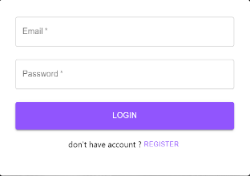 Email *
Password *
LOGIN
don't have account ? REGISTER